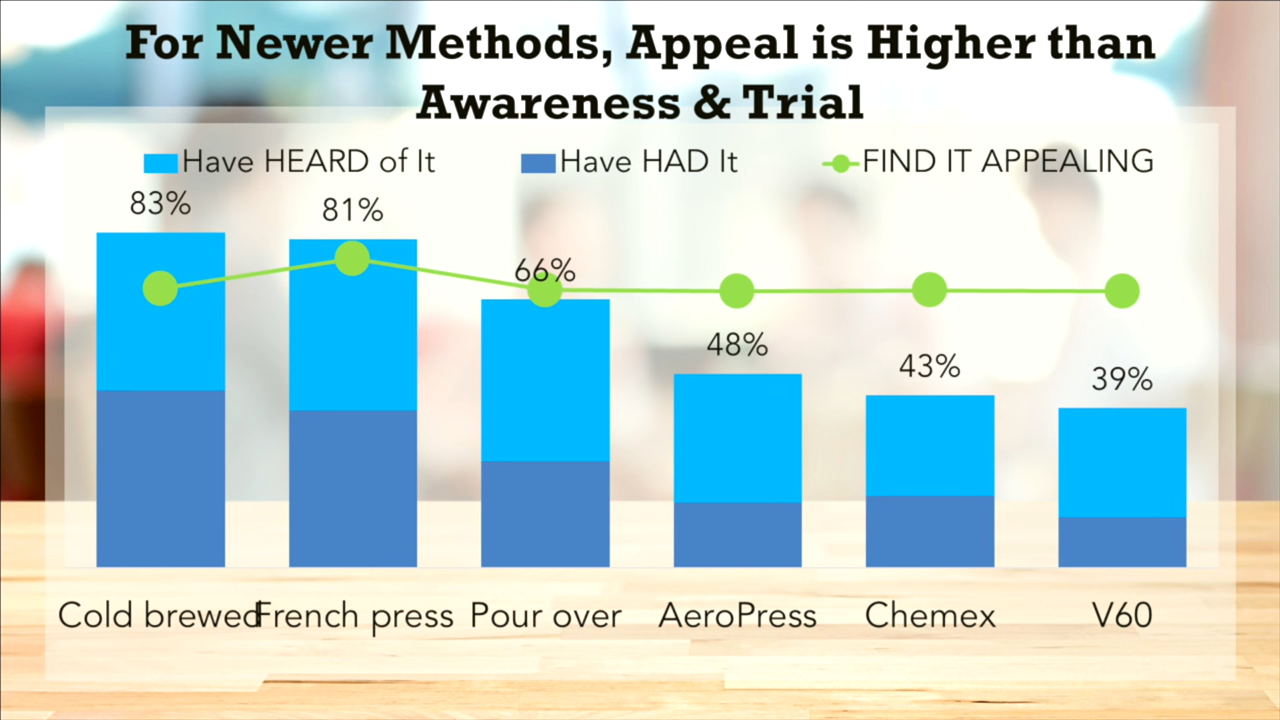 For Newer Methods, Appeal is Higher than
Awareness & Trial
Have HEARD of It
Have HAD It
FIND IT APPEALING
83%
81%
66%
48%
43%
39%
Cold brewed
French press
Pour over
AeroPress
Chemex
V60